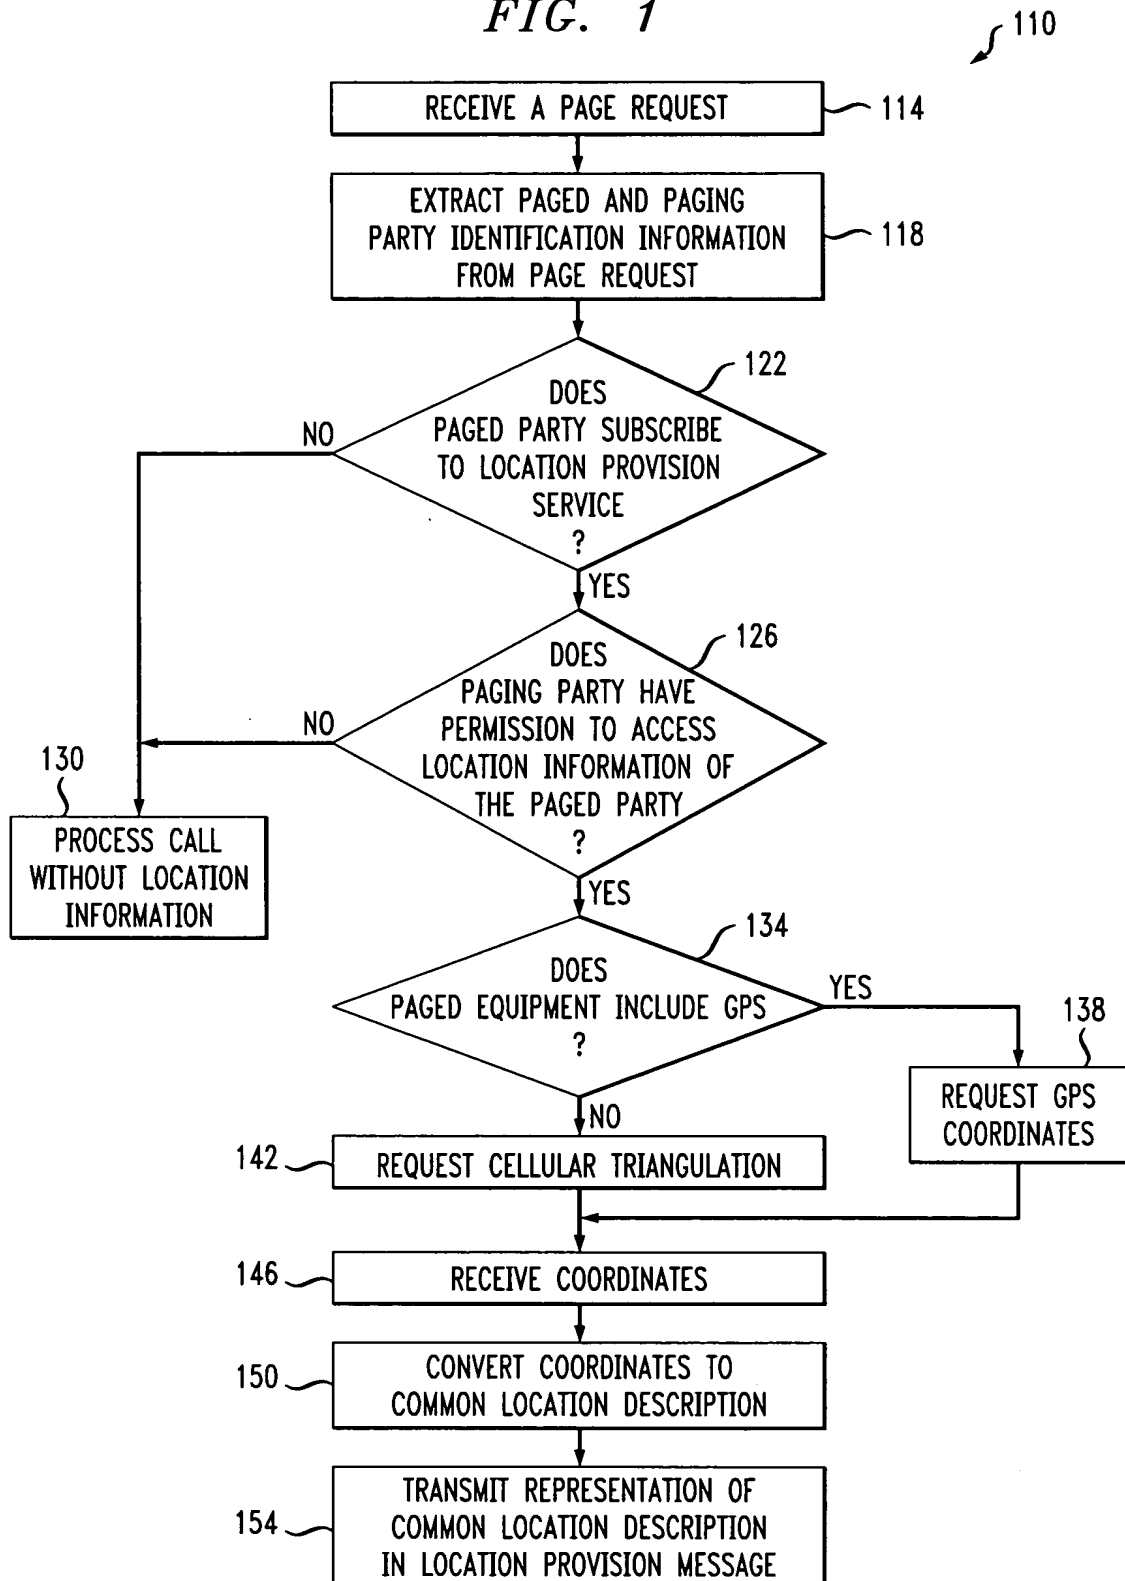 FIG. 1
110
RECEIVE A PAGE REQUEST
114
EXTRACT PAGED AND PAGING
PARTY IDENTIFICATION INFORMATION
FROM PAGE REQUEST
118
122
DOES
PAGED PARTY SUBSCRIBE
TO LOCATION PROVISION
SERVICE
?
NO
YES
126
DOES
PAGING PARTY HAVE
PERMISSION TO ACCESS
LOCATION INFORMATION OF
THE PAGED PARTY
?
NO
130
PROCESS CALL
WITHOUT LOCATION
INFORMATION
YES
134
DOES
PAGED EQUIPMENT INCLUDE GPS
?
YES
138
REQUEST GPS
COORDINATES
NO
142
REQUEST CELLULAR TRIANGULATION
146
RECEIVE COORDINATES
150
CONVERT COORDINATES TO
COMMON LOCATION DESCRIPTION
154
TRANSMIT REPRESENTATION OF
COMMON LOCATION DESCRIPTION
IN LOCATION PROVISION MESSAGE